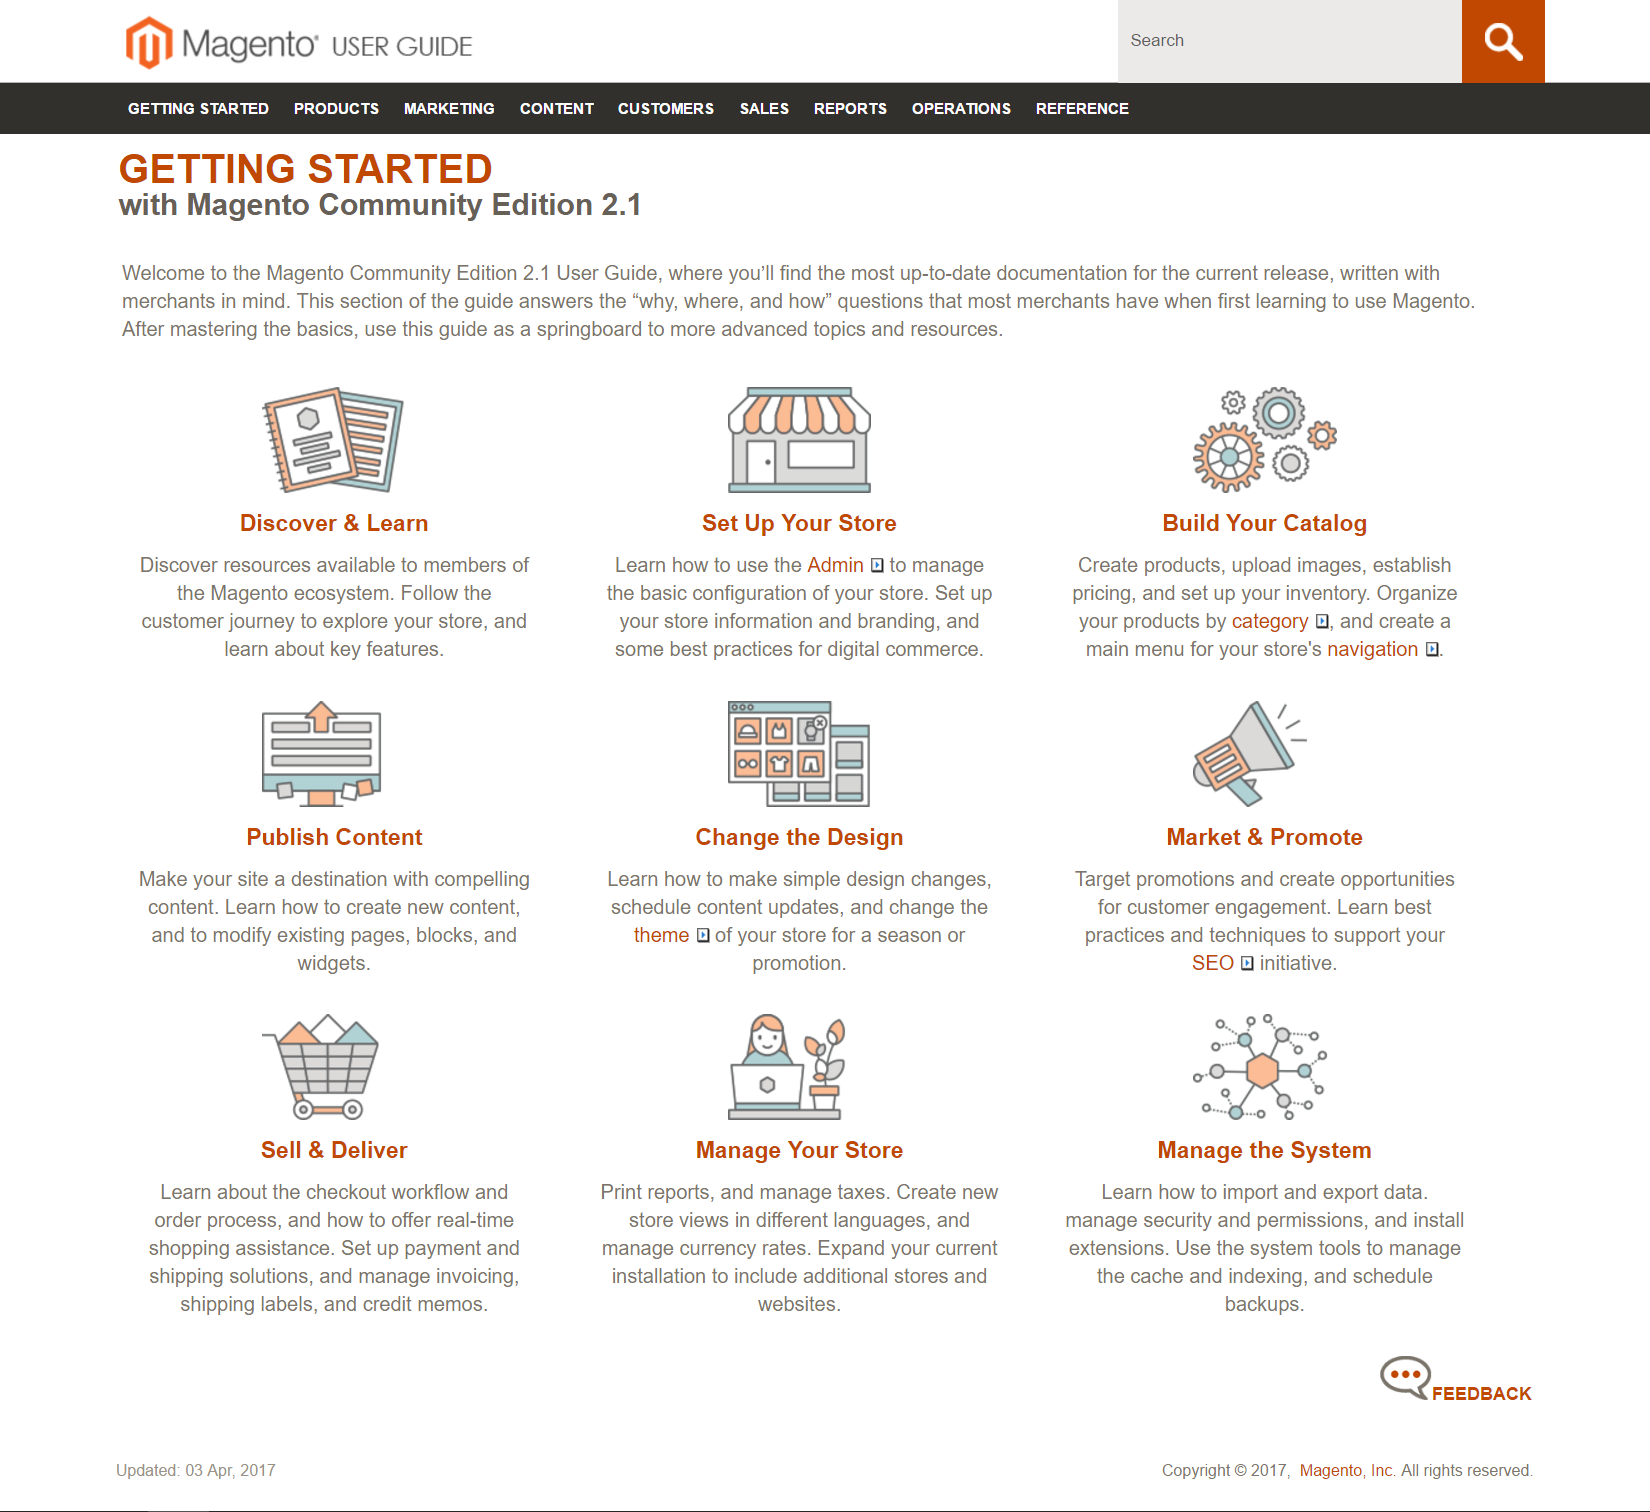 Magento® USER GUIDE
Search
GETTING STARTED PRODUCTS MARKETING CONTENT CUSTOMERS SALES REPORTS OPERATIONS REFERENCE
GETTING STARTED
with Magento Community Edition 2.1
Welcome to the Magento Community Edition 2.1 User Guide, where you’ll find the most up-to-date documentation for the current release, written with
merchants in mind. This section of the guide answers the “why, where, and how” questions that most merchants have when first learning to use Magento.
After mastering the basics, use this guide as a springboard to more advanced topics and resources.
Discover & Learn
Discover resources available to members of
the Magento ecosystem. Follow the
customer journey to explore your store, and
learn about key features.
Set Up Your Store
Learn how to use the Admin to manage
the basic configuration of your store. Set up
your store information and branding, and
some best practices for digital commerce.
Build Your Catalog
Create products, upload images, establish
pricing, and set up your inventory. Organize
your products by category , and create a
main menu for your store's navigation .
Publish Content
Make your site a destination with compelling
content. Learn how to create new content,
and to modify existing pages, blocks, and
widgets.
Change the Design
Learn how to make simple design changes,
schedule content updates, and change the
theme of your store for a season or
promotion.
Market & Promote
Target promotions and create opportunities
for customer engagement. Learn best
practices and techniques to support your
SEO initiative.
Sell & Deliver
Learn about the checkout workflow and
order process, and how to offer real-time
shopping assistance. Set up payment and
shipping solutions, and manage invoicing,
shipping labels, and credit memos.
Manage Your Store
Print reports, and manage taxes. Create new
store views in different languages, and
manage currency rates. Expand your current
installation to include additional stores and
websites.
Manage the System
Learn how to import and export data.
manage security and permissions, and install
extensions. Use the system tools to manage
the cache and indexing, and schedule
backups.
FEEDBACK
Updated: 03 Apr, 2017
Copyright © 2017, Magento, Inc. All rights reserved.